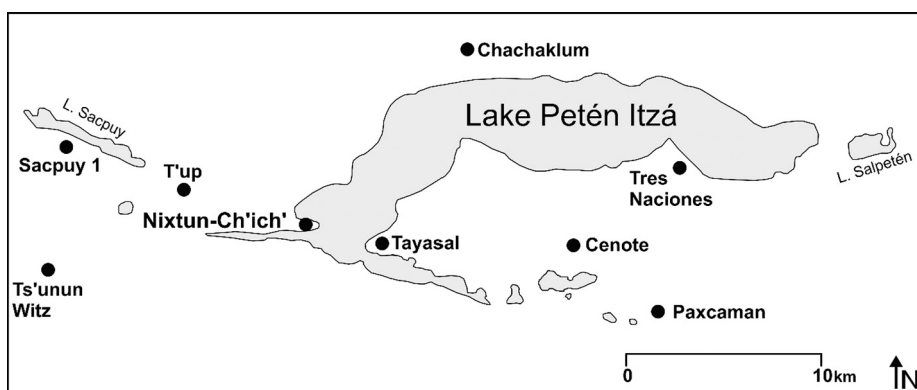 Chachaklum
L. Sacpuy
Lake Petén Itzá
Sacpuy 1
T'up
L. Salpetén
Tres
Naciones
Nixtun-Ch'ich'
Tayasal
Cenote
Ts'unun
Witz
Paxcaman
0 10km
N